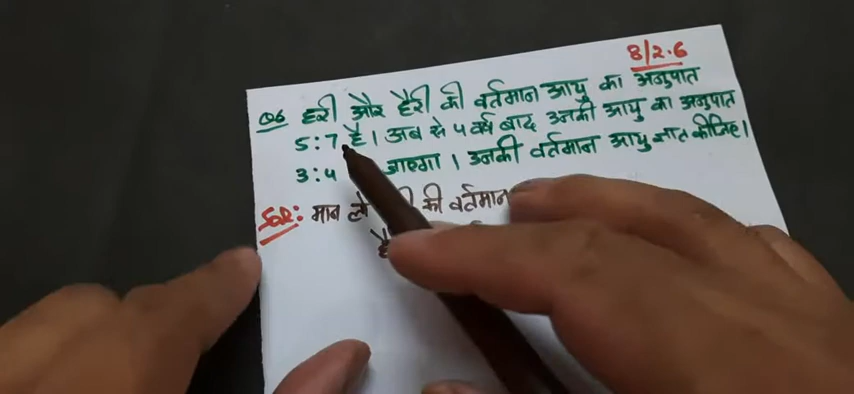 8/2.6
Q6 हरी और हैरी की वर्तमान आयु का अनुपात
5:7 है। अब से 4 वर्ष बाद उनकी आयु का अनुपात
3:4 जाएगा। उनकी वर्तमान आयु ज्ञात कीजिए।
Sol: मान लो की वर्तमान